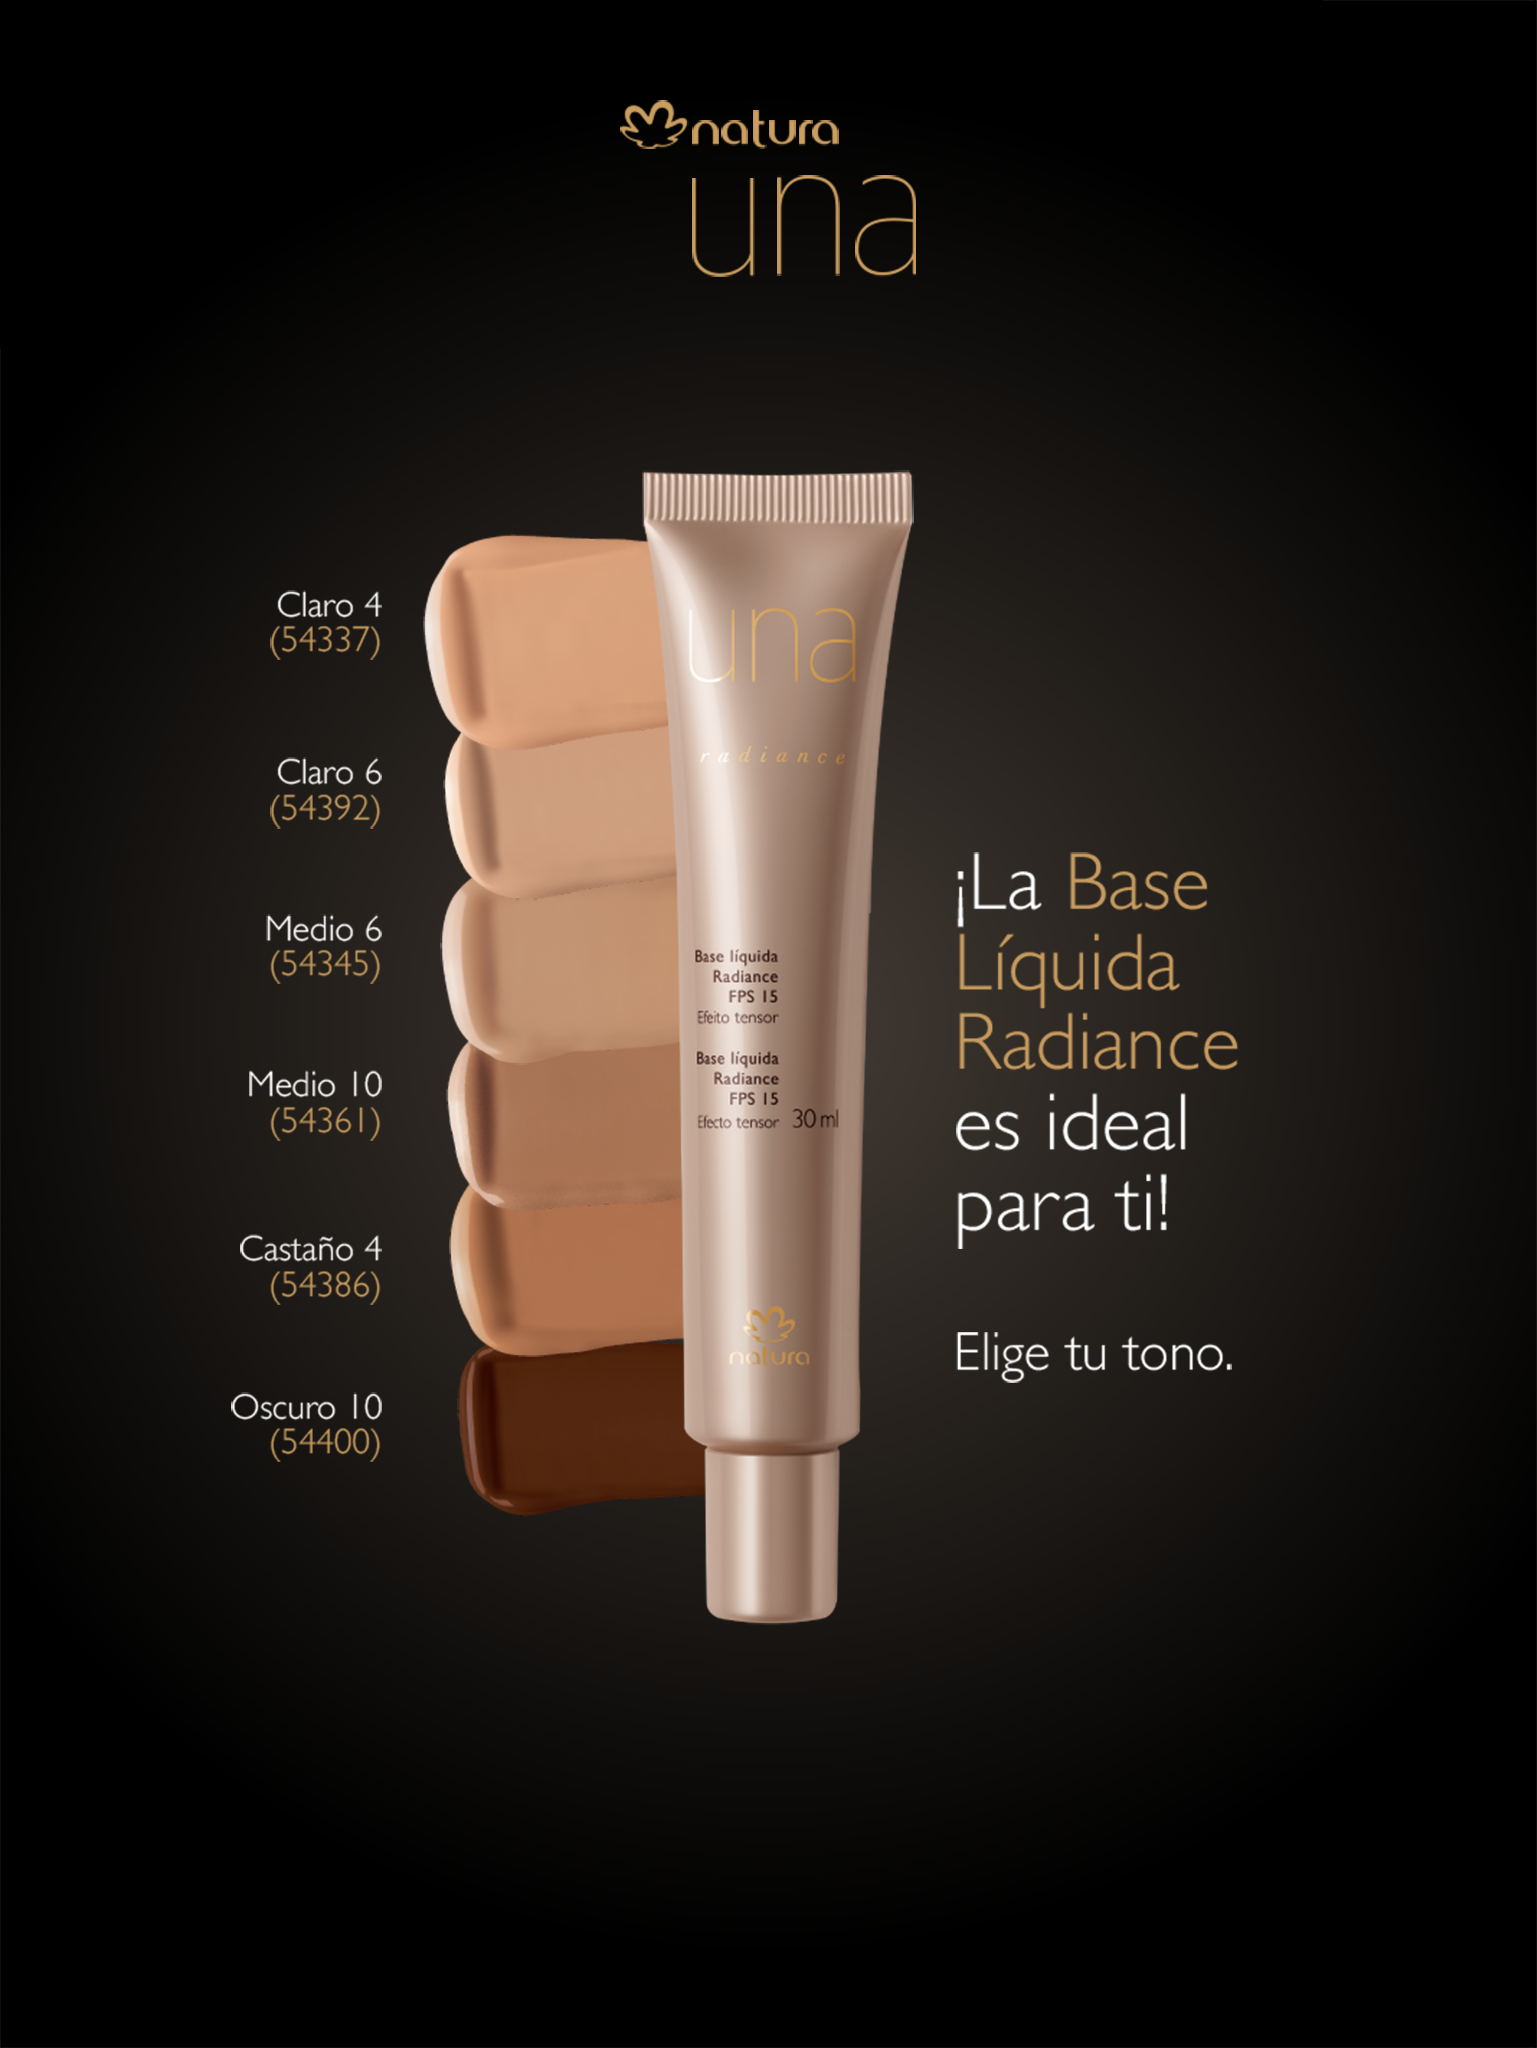 natura
una
Claro 4
(54337)
Claro 6
(54392)
Medio 6
(54345)
Medio 10
(54361)
Castaño 4
(54386)
Oscuro 10
(54400)
una
radiance
Base líquida
Radiance
FPS 15
Efeito tensor
Base líquida
Radiance
FPS 15
Efecto tensor 30 ml
natura
¡La Base
Líquida
Radiance
es ideal
para ti!
Elige tu tono.